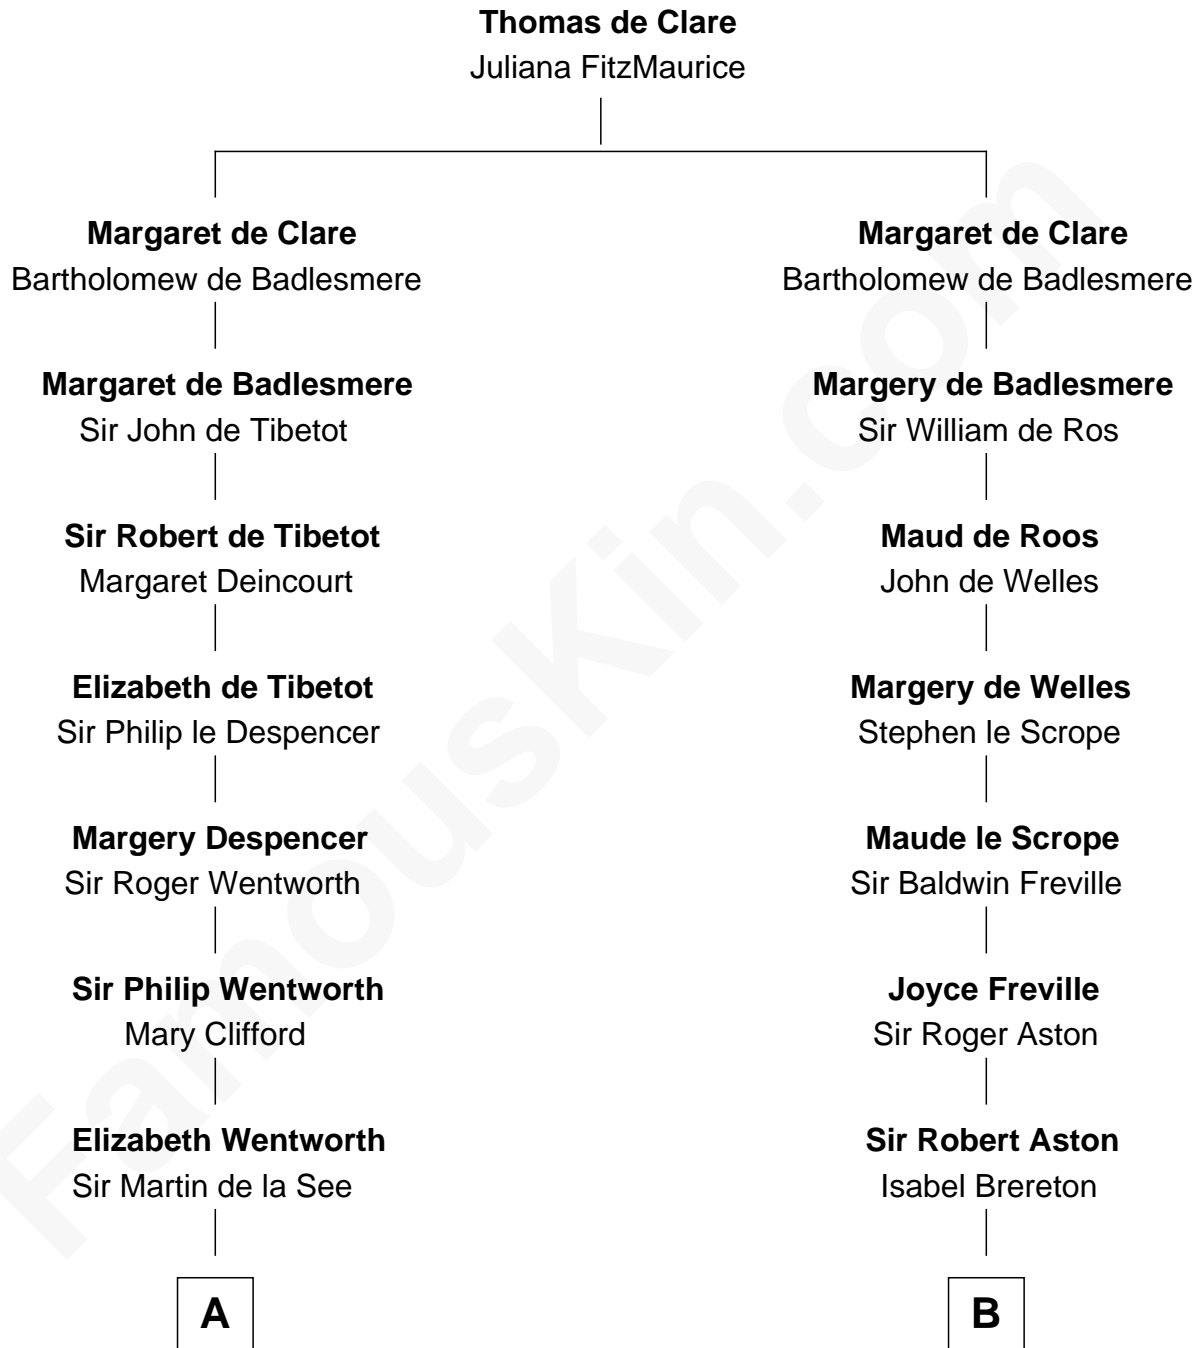 Thomas de Clare
Juliana FitzMaurice
Margaret de Clare
Bartholomew de Badlesmere
Margaret de Clare
Bartholomew de Badlesmere
Margaret de Badlesmere
Sir John de Tibetot
Margery de Badlesmere
Sir William de Ros
Sir Robert de Tibetot
Margaret Deincourt
Maud de Roos
John de Welles
Elizabeth de Tibetot
Sir Philip le Despencer
Margery de Welles
Stephen le Scrope
Margery Despencer
Sir Roger Wentworth
Maude le Scrope
Sir Baldwin Freville
Sir Philip Wentworth
Mary Clifford
Joyce Freville
Sir Roger Aston
Elizabeth Wentworth
Sir Martin de la See
Sir Robert Aston
Isabel Brereton
A
B
FamousKin.com